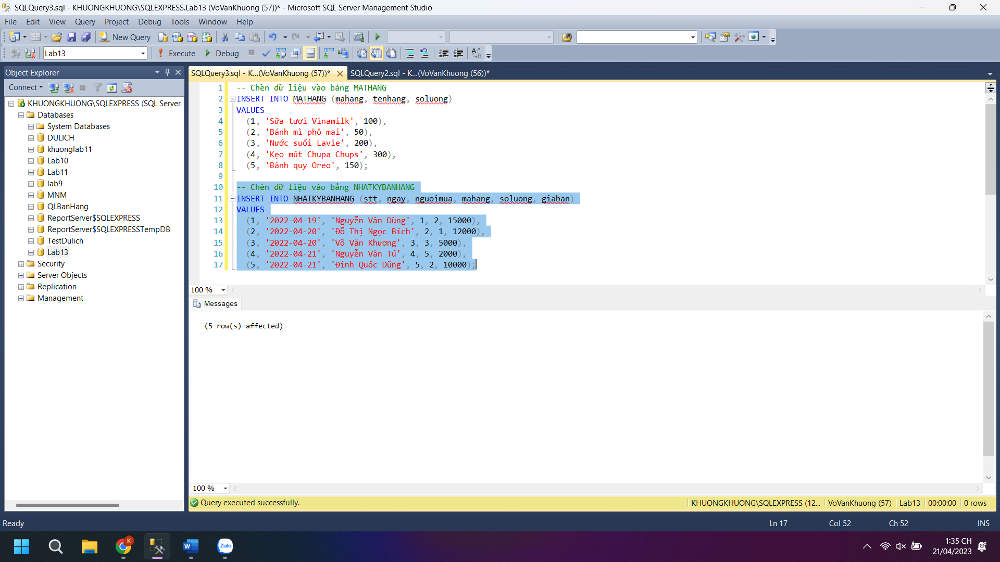 SQLQuery3.sql - KHUONGKHUONG\SQLEXPRESS.Lab13 (VoVanKhuong (57))* - Microsoft SQL Server Management Studio
File Edit View Query Project Debug Tools Window Help
New Query
Lab13 Execute Debug
Object Explorer
Connect
KHUONGKHUONG\SQLEXPRESS (SQL Server
Databases
System Databases
DULICH
khuonglab11
Lab10
Lab11
lab9
MNM
QLBanHang
ReportServer$SQLEXPRESS
ReportServer$SQLEXPRESSTempDB
TestDulich
Lab13
Security
Server Objects
Replication
Management
SQLQuery3.sql - K...(VoVanKhuong (57))* SQLQuery2.sql - K...(VoVanKhuong (56))*
1 -- Chèn dữ liệu vào bảng MATHANG
2 INSERT INTO MATHANG (mahang, tenhang, soluong)
3 VALUES
4 (1, 'Sữa tươi Vinamilk', 100),
5 (2, 'Bánh mì phô mai', 50),
6 (3, 'Nước suối Lavie', 200),
7 (4, 'Kẹo mút Chupa Chups', 300),
8 (5, 'Bánh quy Oreo', 150);
9
10 -- Chèn dữ liệu vào bảng NHATKYBANHANG
11 INSERT INTO NHATKYBANHANG (stt, ngay, nguoimua, mahang, soluong, giaban)
12 VALUES
13 (1, '2022-04-19', 'Nguyễn Văn Dùng', 1, 2, 15000),
14 (2, '2022-04-20', 'Đỗ Thị Ngọc Bích', 2, 1, 12000),
15 (3, '2022-04-20', 'Võ Văn Khương', 3, 3, 5000),
16 (4, '2022-04-21', 'Nguyễn Văn Tú', 4, 5, 2000),
17 (5, '2022-04-21', 'Đinh Quốc Dũng', 5, 2, 10000);
100 %
Messages
(5 row(s) affected)
100 %
Query executed successfully. KHUONGKHUONG\SQLEXPRESS (12... VoVanKhuong (57) Lab13 00:00:00 0 rows
Ready Ln 17 Col 52 Ch 52 INS
K
Zalo
1:35 CH
21/04/2023